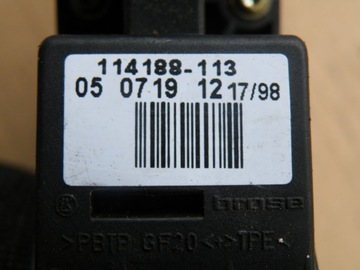 114188-113
05 0719 12 17/98
K brose
>PBTP GF20<+>TPE<